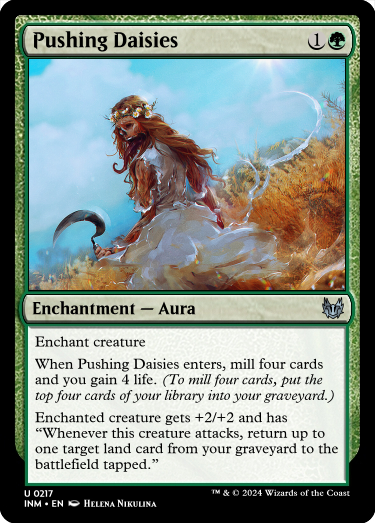 Pushing Daisies 1
Enchantment — Aura
Enchant creature
When Pushing Daisies enters, mill four cards
and you gain 4 life. (To mill four cards, put the
top four cards of your library into your graveyard.)
Enchanted creature gets +2/+2 and has
“Whenever this creature attacks, return up to
one target land card from your graveyard to the
battlefield tapped.”
U 0217
INM • EN Helena Nikulina
™ & © 2024 Wizards of the Coast